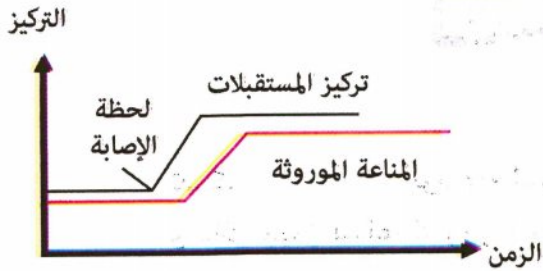 التركيز
تركيز المستقبلات
لحظة
الإصابة
المناعة الموروثة
الزمن